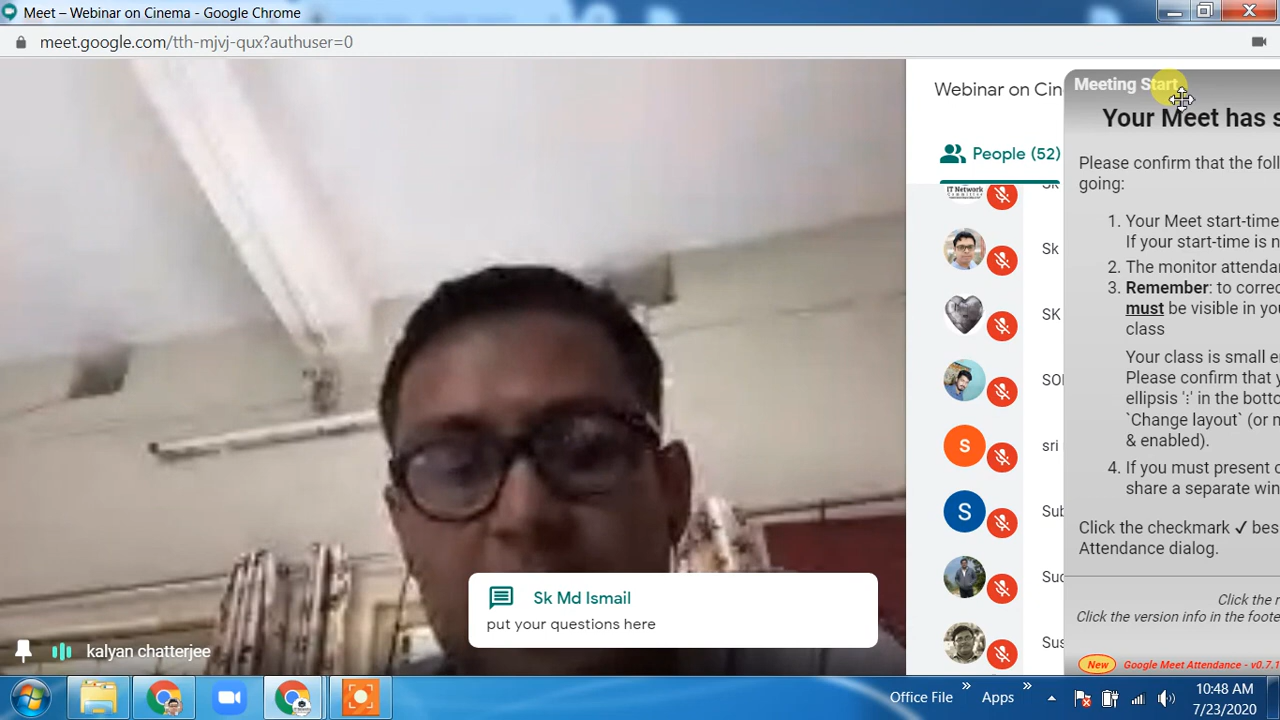 Meet – Webinar on Cinema - Google Chrome
meet.google.com/tth-mjvj-qux?authuser=0
Webinar on Cin
People (52)
Sk
Sk
SK
SOI
S sri
S Sub
Suc
Sus
Meeting Start
Your Meet has s
Please confirm that the foll
going:
1. Your Meet start-time
If your start-time is n
2. The monitor attendan
3. Remember: to correc
must be visible in you
class
Your class is small e
Please confirm that y
ellipsis '⋮' in the botto
`Change layout` (or n
& enabled).
4. If you must present o
share a separate win
Click the checkmark ✓ bes
Attendance dialog.
Click the r
Click the version info in the foote
New Google Meet Attendance - v0.7.1
Sk Md Ismail
put your questions here
kalyan chatterjee
Office File » Apps »
10:48 AM
7/23/2020